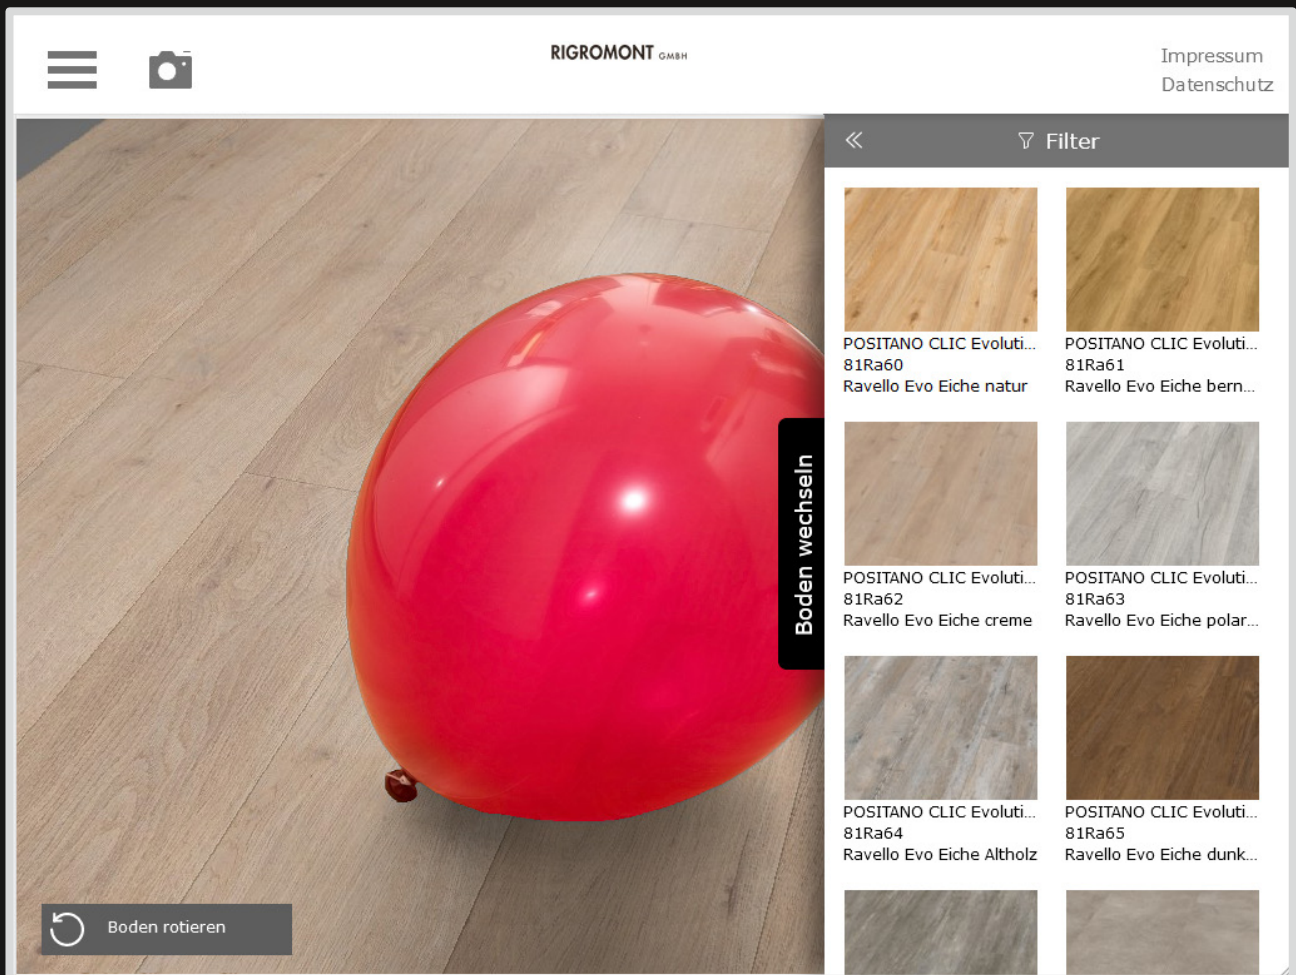 RIGROMONT GMBH
Impressum
Datenschutz
Filter
POSITANO CLIC Evoluti...
81Ra60
Ravello Evo Eiche natur
POSITANO CLIC Evoluti...
81Ra61
Ravello Evo Eiche bern...
POSITANO CLIC Evoluti...
81Ra62
Ravello Evo Eiche creme
POSITANO CLIC Evoluti...
81Ra63
Ravello Evo Eiche polar...
POSITANO CLIC Evoluti...
81Ra64
Ravello Evo Eiche Altholz
POSITANO CLIC Evoluti...
81Ra65
Ravello Evo Eiche dunk...
Boden wechseln
Boden rotieren